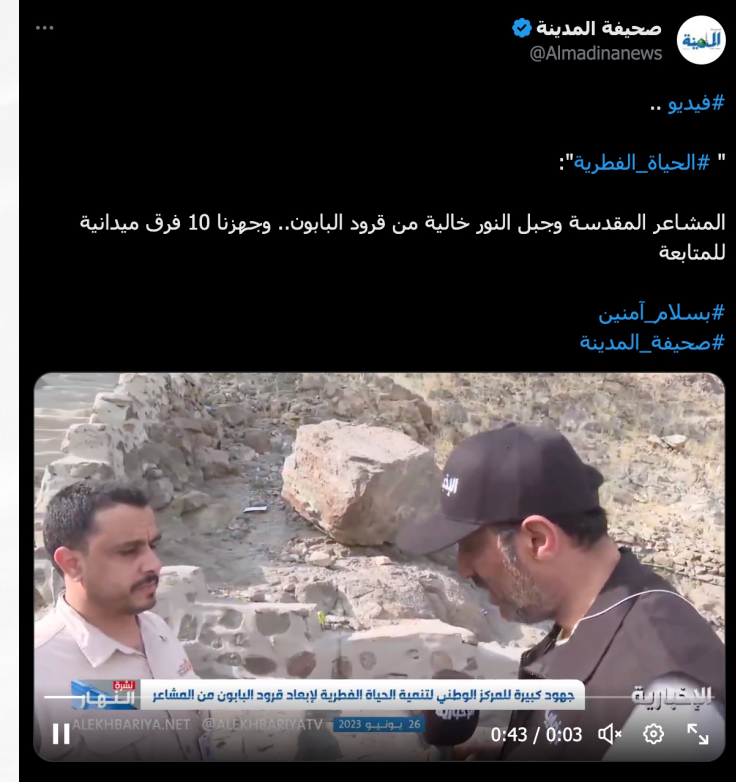 صحيفة المدينة
@Almadinanews
#فيديو ..
" #الحياة_الفطرية":
المشاعر المقدسة وجبل النور خالية من قرود البابون.. وجهزنا 10 فرق ميدانية
للمتابعة
#بسلام_آمنين
#صحيفة_المدينة
نشرة
النهار
جهود كبيرة للمركز الوطني لتنمية الحياة الفطرية لإبعاد قرود البابون من المشاعر
الإخبارية
ALEKHBARIYA.NET @ALEKHBARIYATV
26 يونيو 2023
0:43 / 0:03